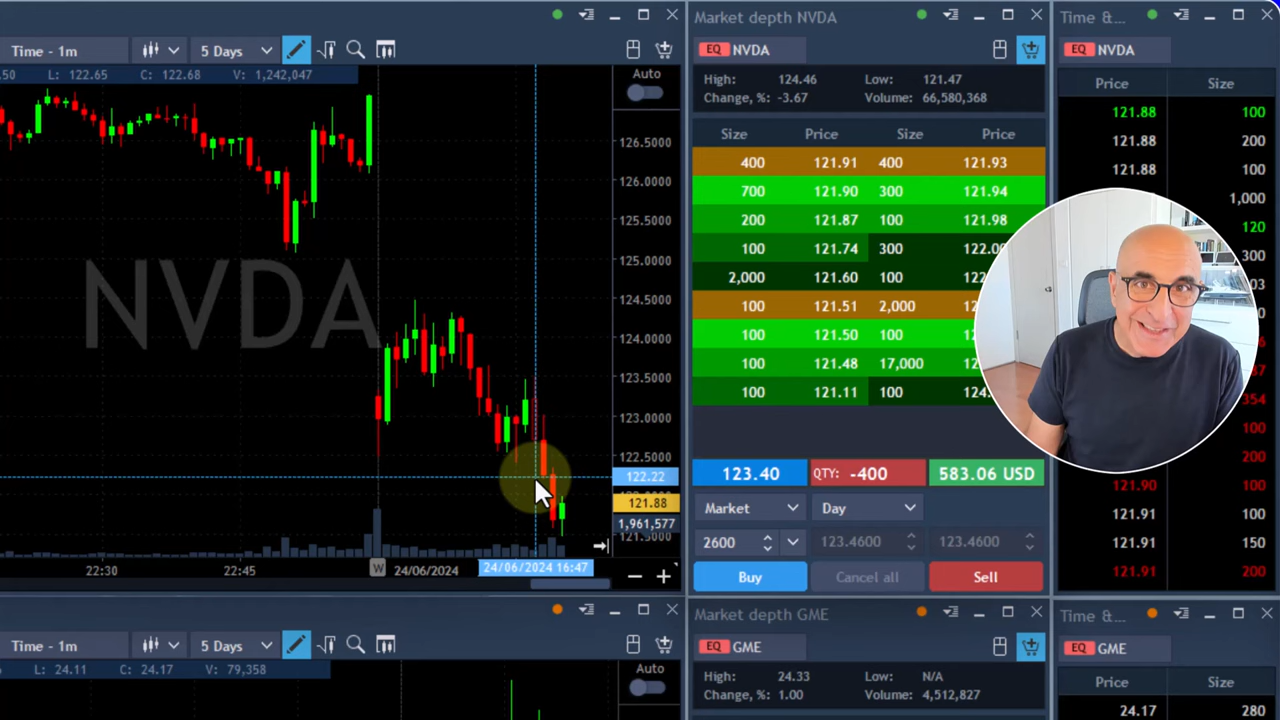 Time - 1m 5 Days
.50 L: 122.65 C: 122.68 V: 1,242,047
Auto
126.5000
126.0000
125.5000
125.0000
124.5000
124.0000
123.5000
123.0000
122.5000
122.22
121.88
1,961,577
NVDA
22:30 22:45 W 24/06/2024 24/06/2024 16:47
Market depth NVDA
EQ NVDA
High: 124.46 Low: 121.47
Change, %: -3.67 Volume: 66,580,368
Size Price Size Price
400 121.91 400 121.93
700 121.90 300 121.94
200 121.87 100 121.98
100 121.74 300 122.00
2,000 121.60 100 122.
100 121.51 2,000
100 121.50 100
100 121.48 17,000
100 121.11 100 124.
123.40 QTY: -400 583.06 USD
Market Day
2600 123.4600 123.4600
Buy Cancel all Sell
Time &...
EQ NVDA
Price Size
121.88 100
121.88 200
121.88 100
1,000
120
300
100
200
121.90 100
121.91 100
121.91 150
121.91 200
Time - 1m 5 Days
L: 24.11 C: 24.17 V: 79,358
Auto
Market depth GME
EQ GME
High: 24.33 Low: N/A
Change, %: 1.00 Volume: 4,512,827
Time &...
EQ GME
Price Size
24.17 280